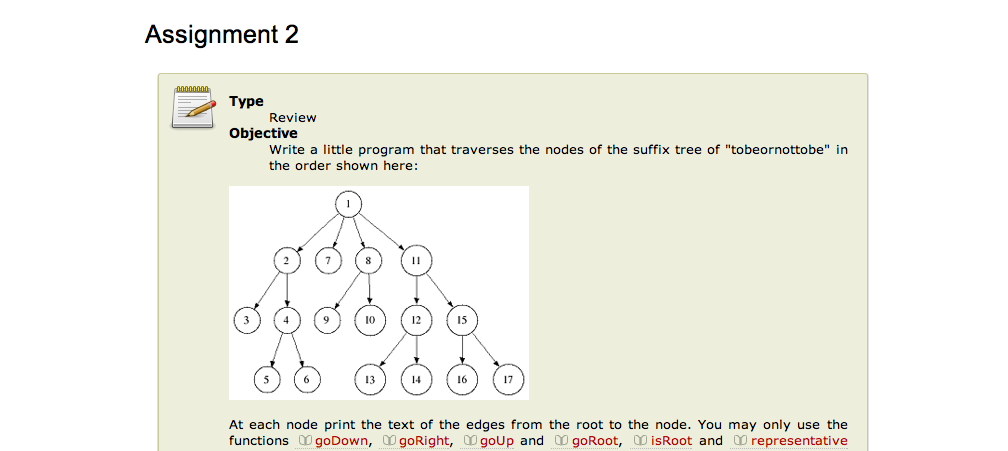 Assignment 2
Type
Review
Objective
Write a little program that traverses the nodes of the suffix tree of "tobeornottobe" in
the order shown here:
1
2 7 8 11
3 4 9 10 12 15
5 6 13 14 16 17
At each node print the text of the edges from the root to the node. You may only use the
functions goDown, goRight, goUp and goRoot, isRoot and representative